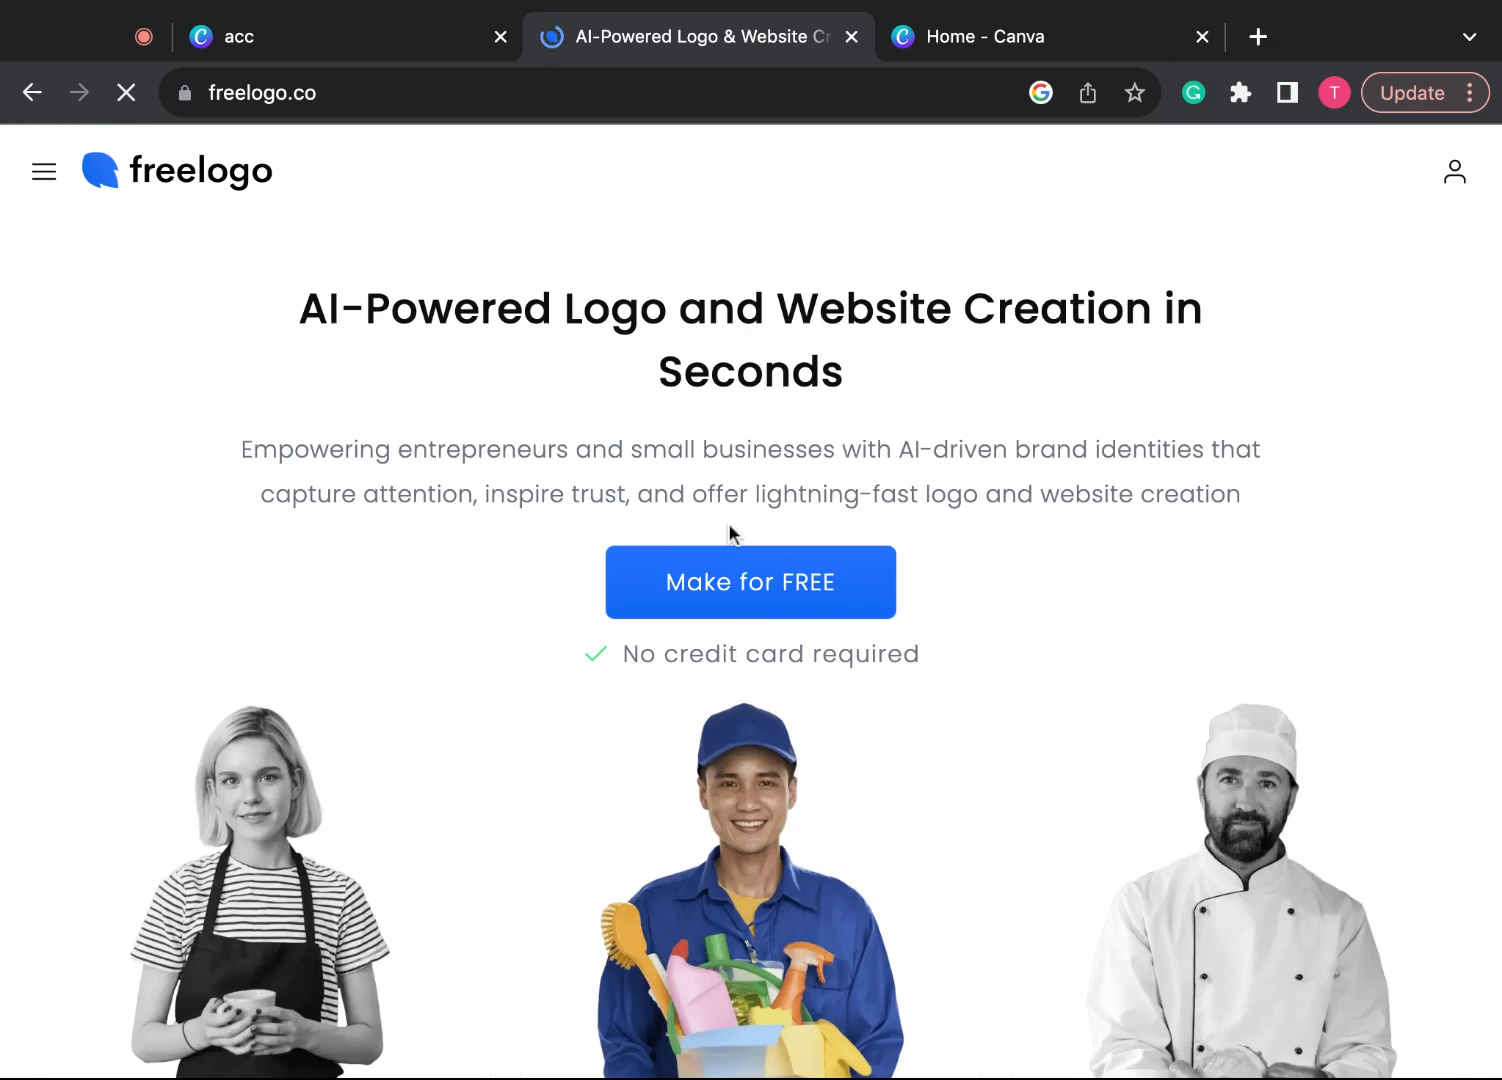 acc
AI-Powered Logo & Website Cr
Home - Canva
freelogo.co
Update
T
freelogo
AI-Powered Logo and Website Creation in
Seconds
Empowering entrepreneurs and small businesses with AI-driven brand identities that
capture attention, inspire trust, and offer lightning-fast logo and website creation
Make for FREE
No credit card required